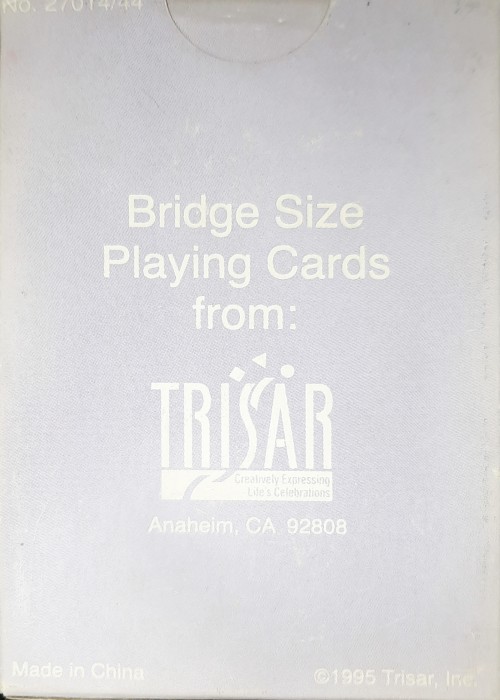 No. 27014/44
Bridge Size
Playing Cards
from:
TRISAR
Creatively Expressing
Life's Celebrations
Anaheim, CA 92808
Made in China
©1995 Trisar, Inc.